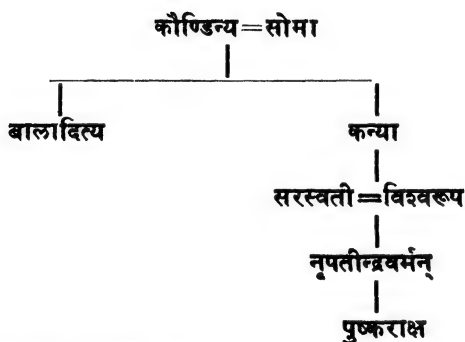 कौण्डिन्य=सोमा
बालादित्य कन्या
सरस्वती=विश्वरूप
नृपतीन्द्रवर्मन्
पुष्कराक्ष